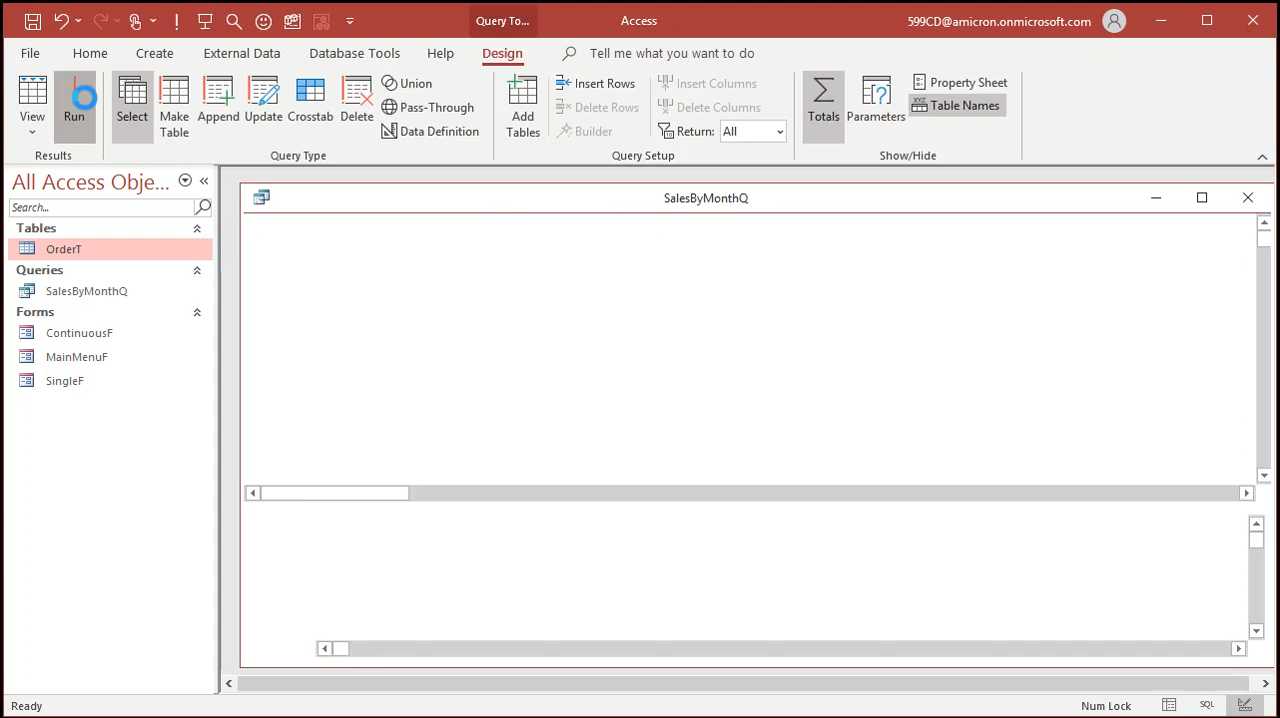 Query To...
Access
599CD@amicron.onmicrosoft.com
File
Home
Create
External Data
Database Tools
Help
Design
Tell me what you want to do
View
Run
Results
Select
Make
Table
Append
Update
Crosstab
Delete
Union
Pass-Through
Data Definition
Query Type
Add
Tables
Insert Rows
Delete Rows
Builder
Insert Columns
Delete Columns
Return: All
Query Setup
Totals
Parameters
Property Sheet
Table Names
Show/Hide
All Access Obje...
Search...
Tables
OrderT
Queries
SalesByMonthQ
Forms
ContinuousF
MainMenuF
SingleF
SalesByMonthQ
Ready
Num Lock
SQL